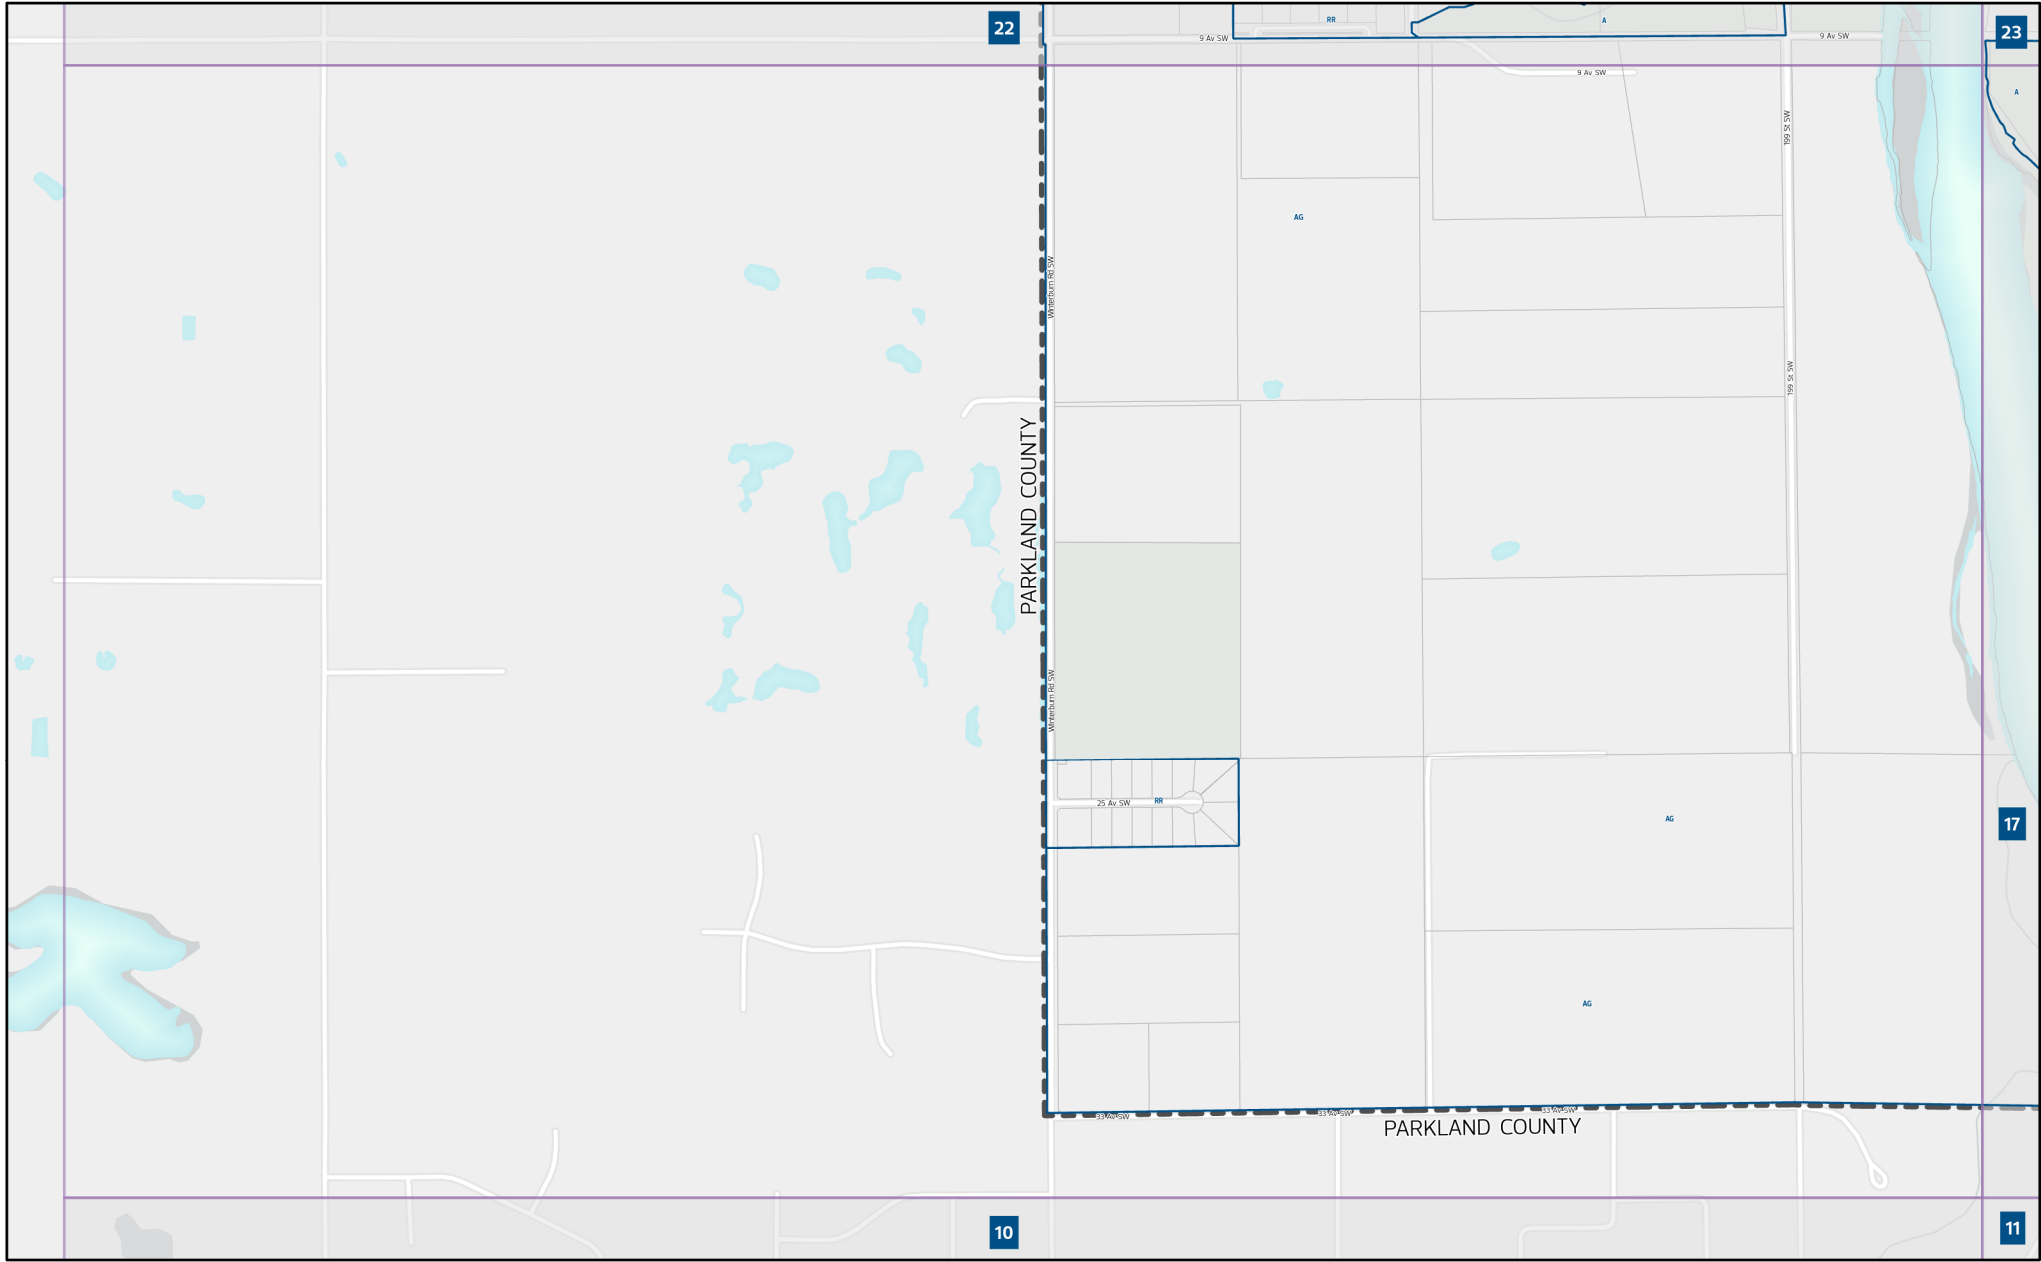 22
RR
A
23
9 Av SW
9 Av SW
9 Av SW
A
199 St SW
AG
Winterburn Rd SW
199 St SW
PARKLAND COUNTY
Winterburn Rd SW
25 Av SW
RR
AG
17
AG
33 Av SW
33 Av SW
33 Av SW
PARKLAND COUNTY
10
11